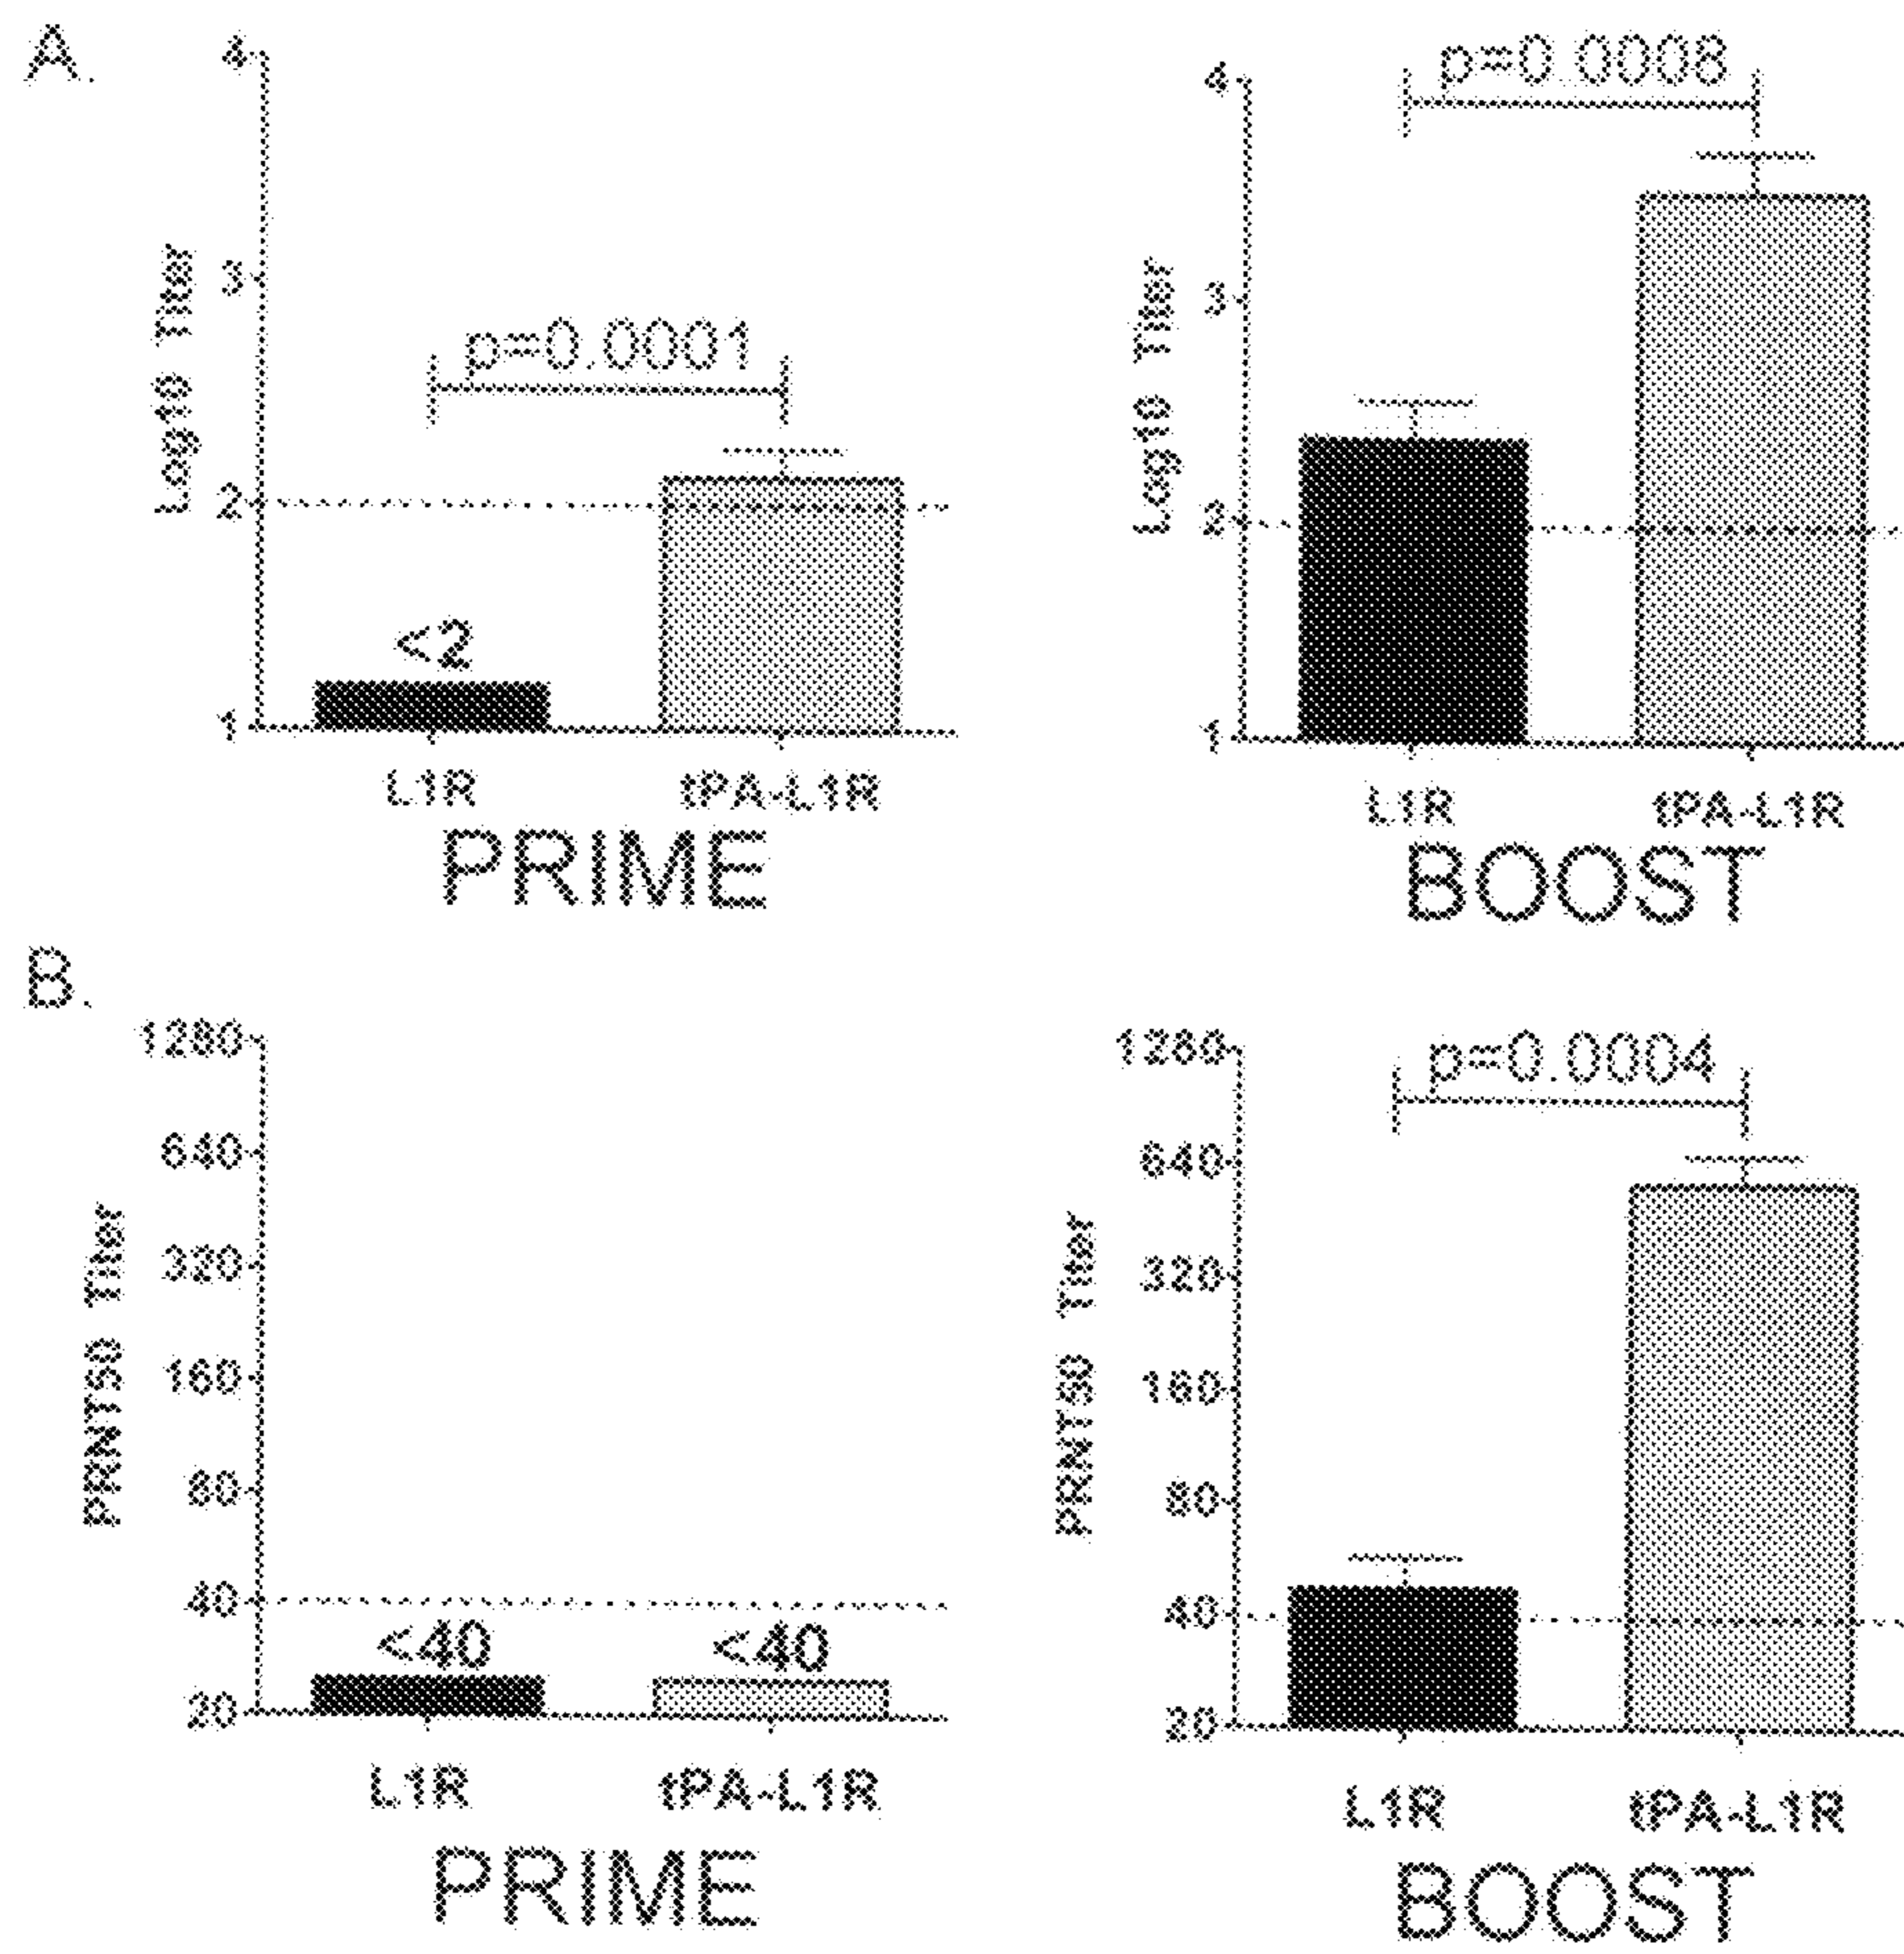 A.
4
3
2
1
Log10 Titer
p=0.0001
<2
L1R tPA-L1R
PRIME
4
3
2
1
Log10 Titer
p=0.0008
L1R tPA-L1R
BOOST
B.
1280
640
320
160
80
40
20
PRNT50 Titer
<40 <40
L1R tPA-L1R
PRIME
1280
640
320
160
80
40
20
PRNT50 Titer
p=0.0004
L1R tPA-L1R
BOOST